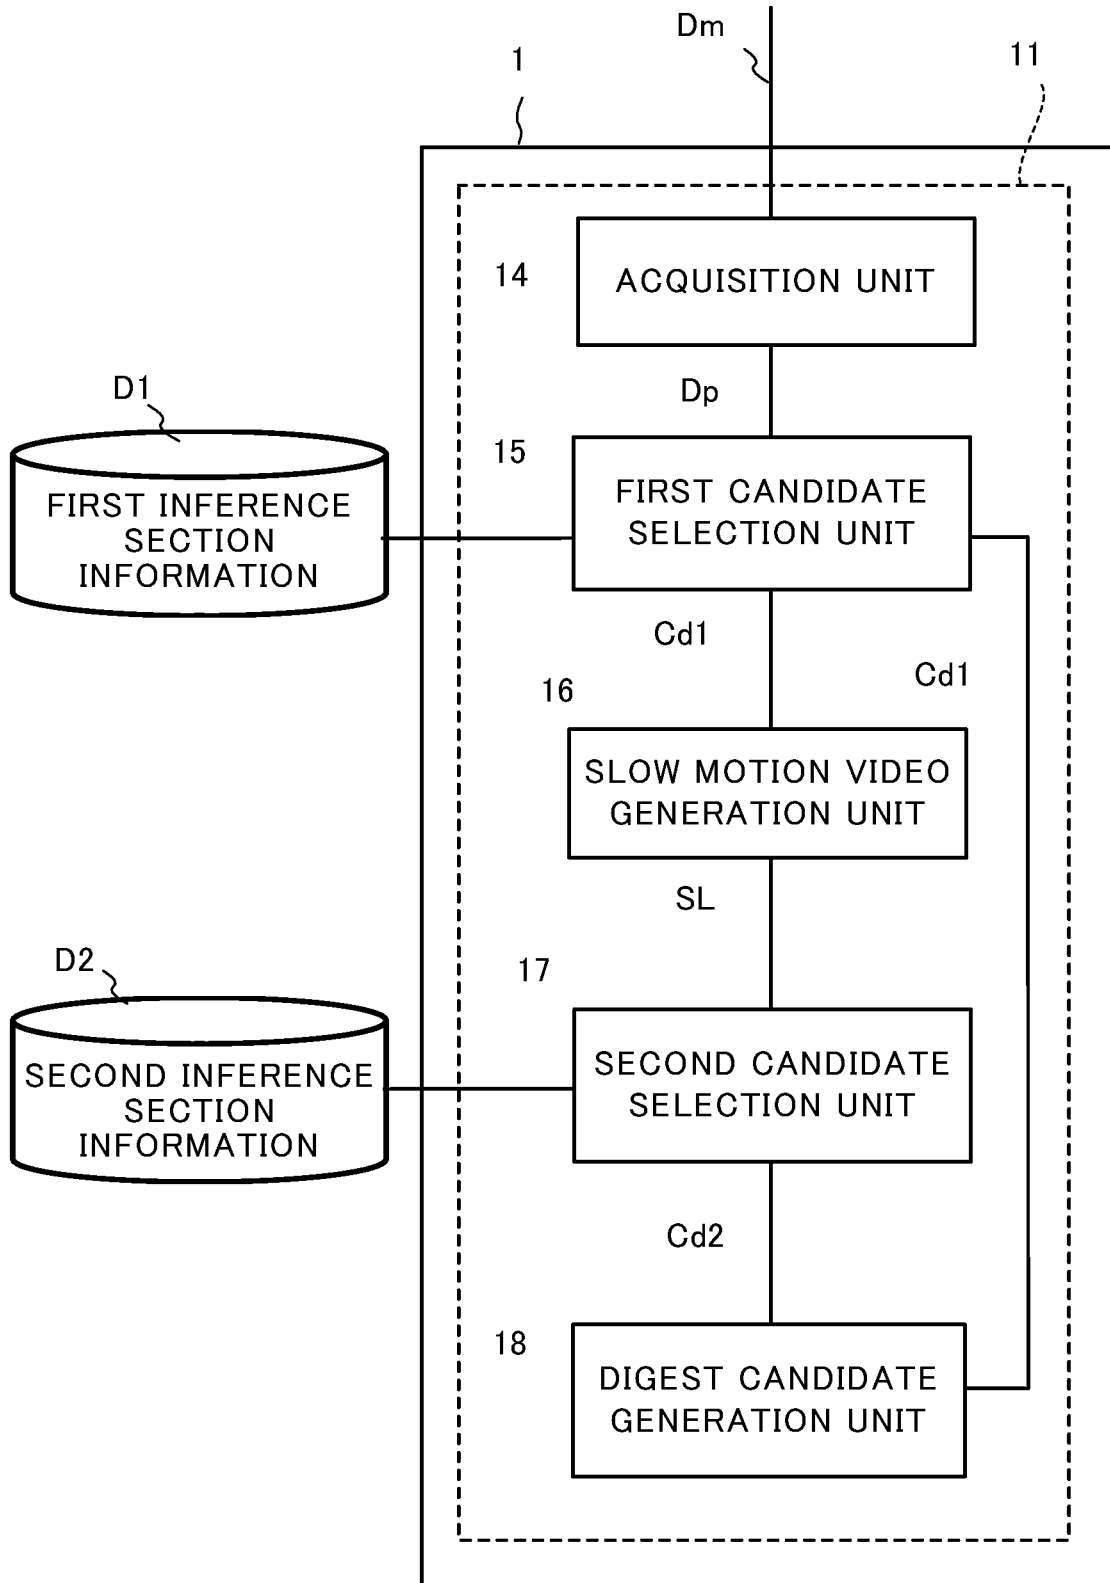 Dm
1
11
14
ACQUISITION UNIT
Dp
D1
15
FIRST INFERENCE
SECTION
INFORMATION
FIRST CANDIDATE
SELECTION UNIT
Cd1
Cd1
16
SLOW MOTION VIDEO
GENERATION UNIT
SL
D2
17
SECOND INFERENCE
SECTION
INFORMATION
SECOND CANDIDATE
SELECTION UNIT
Cd2
18
DIGEST CANDIDATE
GENERATION UNIT